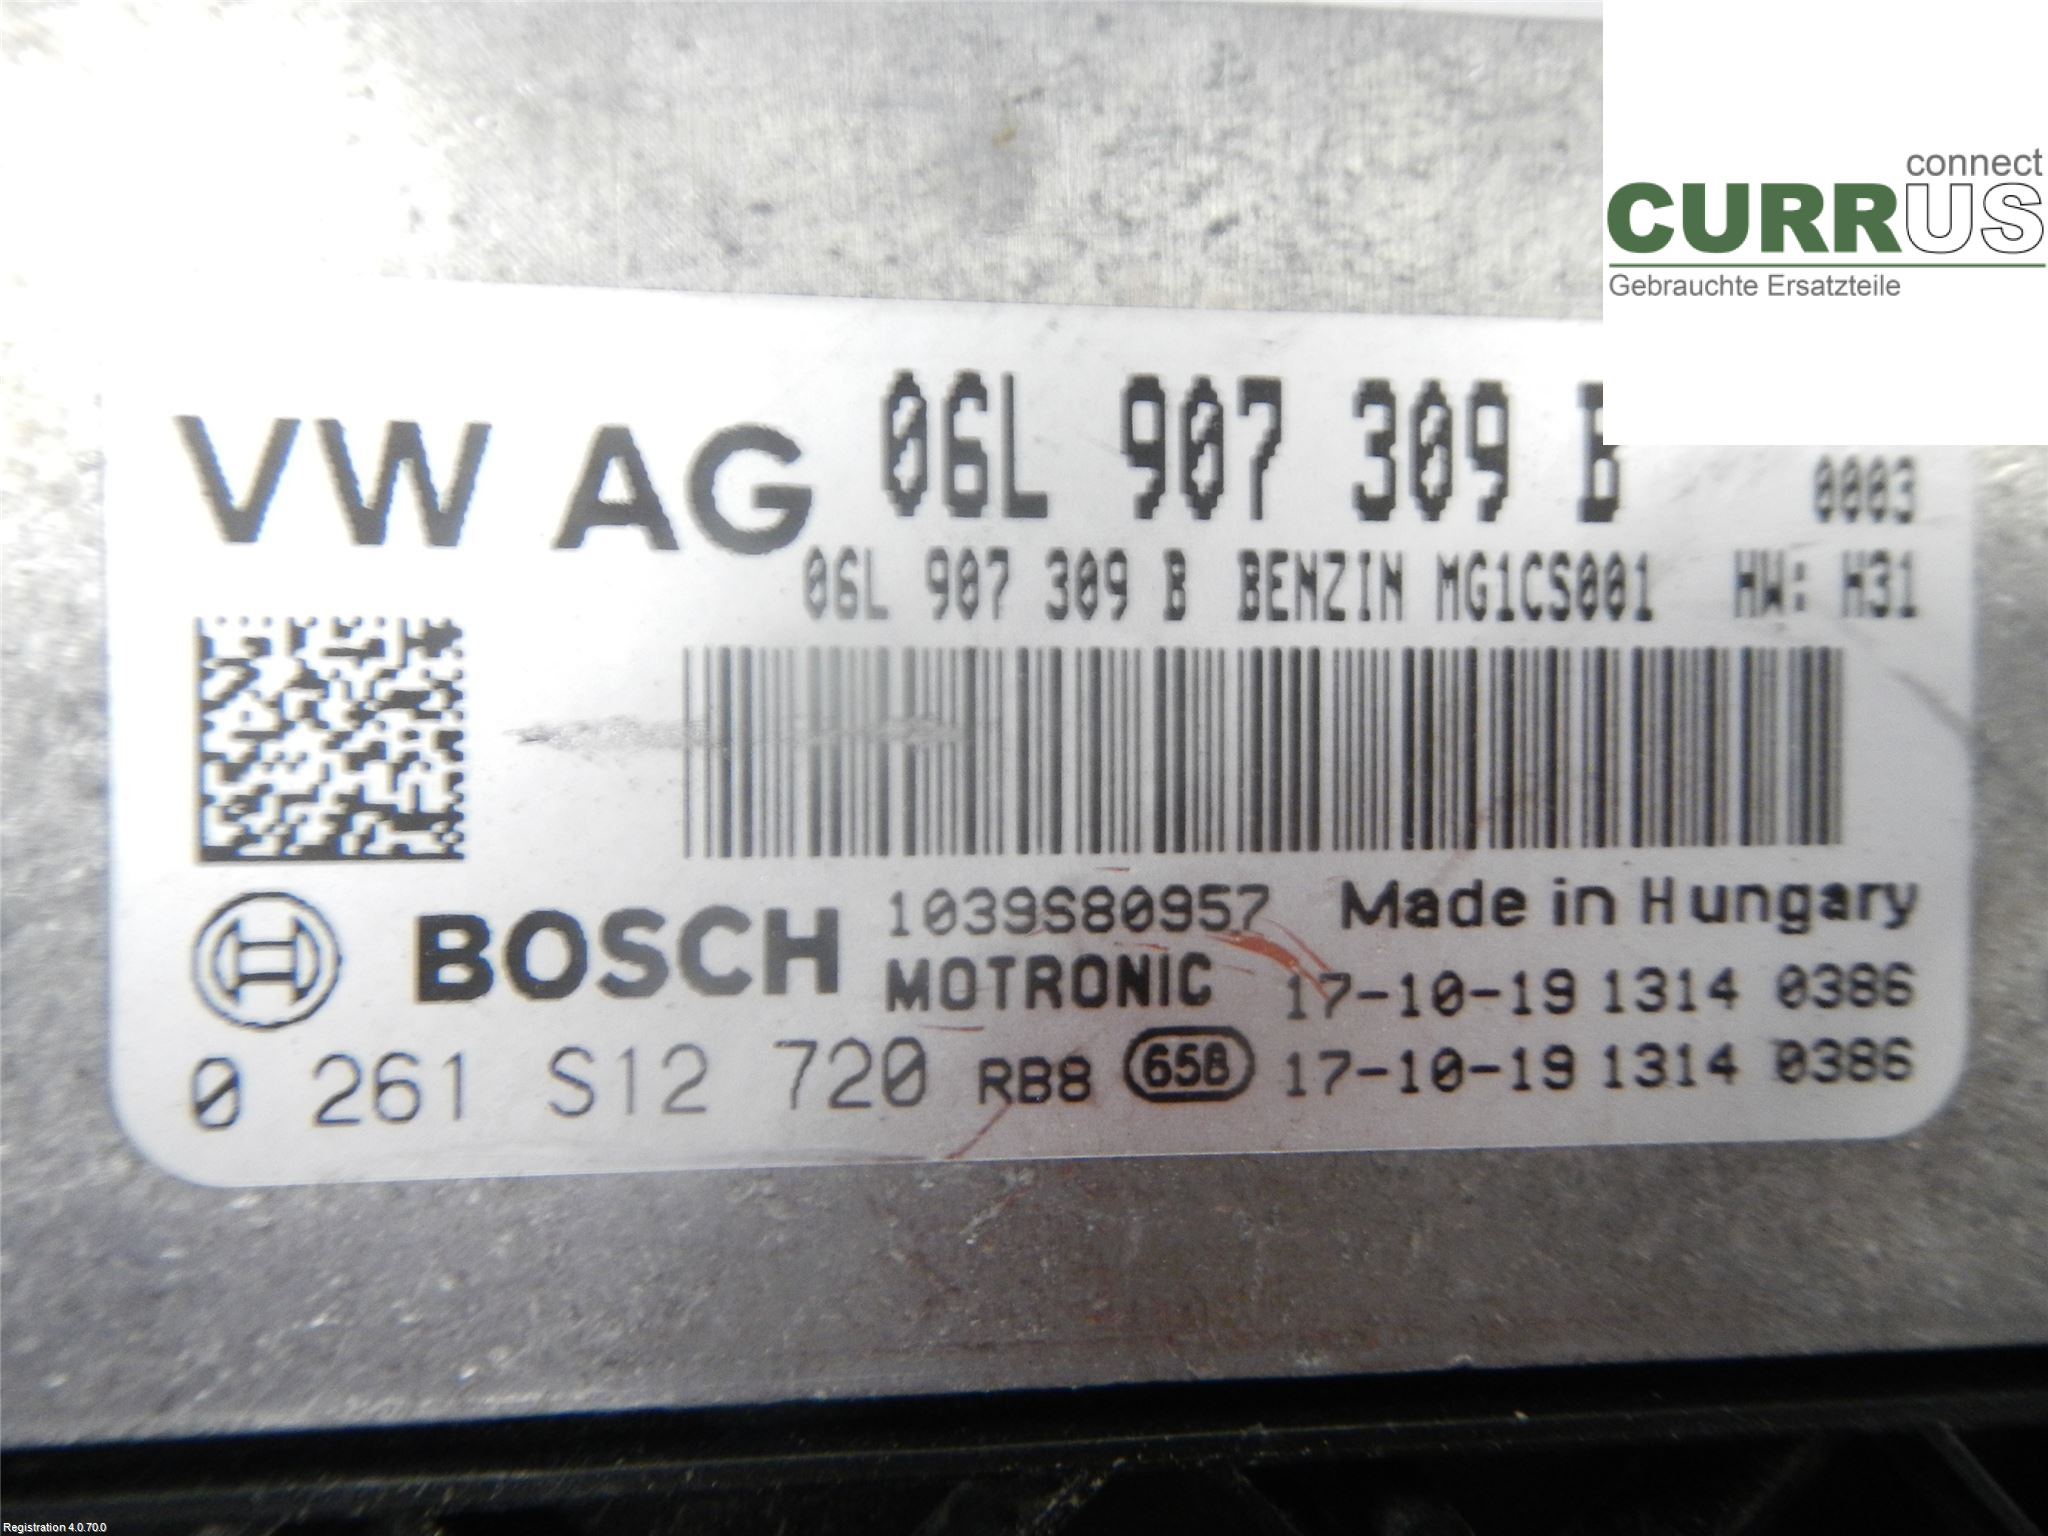 connect
CURRUS
Gebrauchte Ersatzteile
VW AG 06L 907 309 B
0003
06L 907 309 B BENZIN MG1CS001 HW: H31
BOSCH 1039S80957 Made in Hungary
MOTRONIC 17-10-19 1314 0386
0 261 S12 720 RB8 658 17-10-19 1314 0386
Registration 4.0.70.0